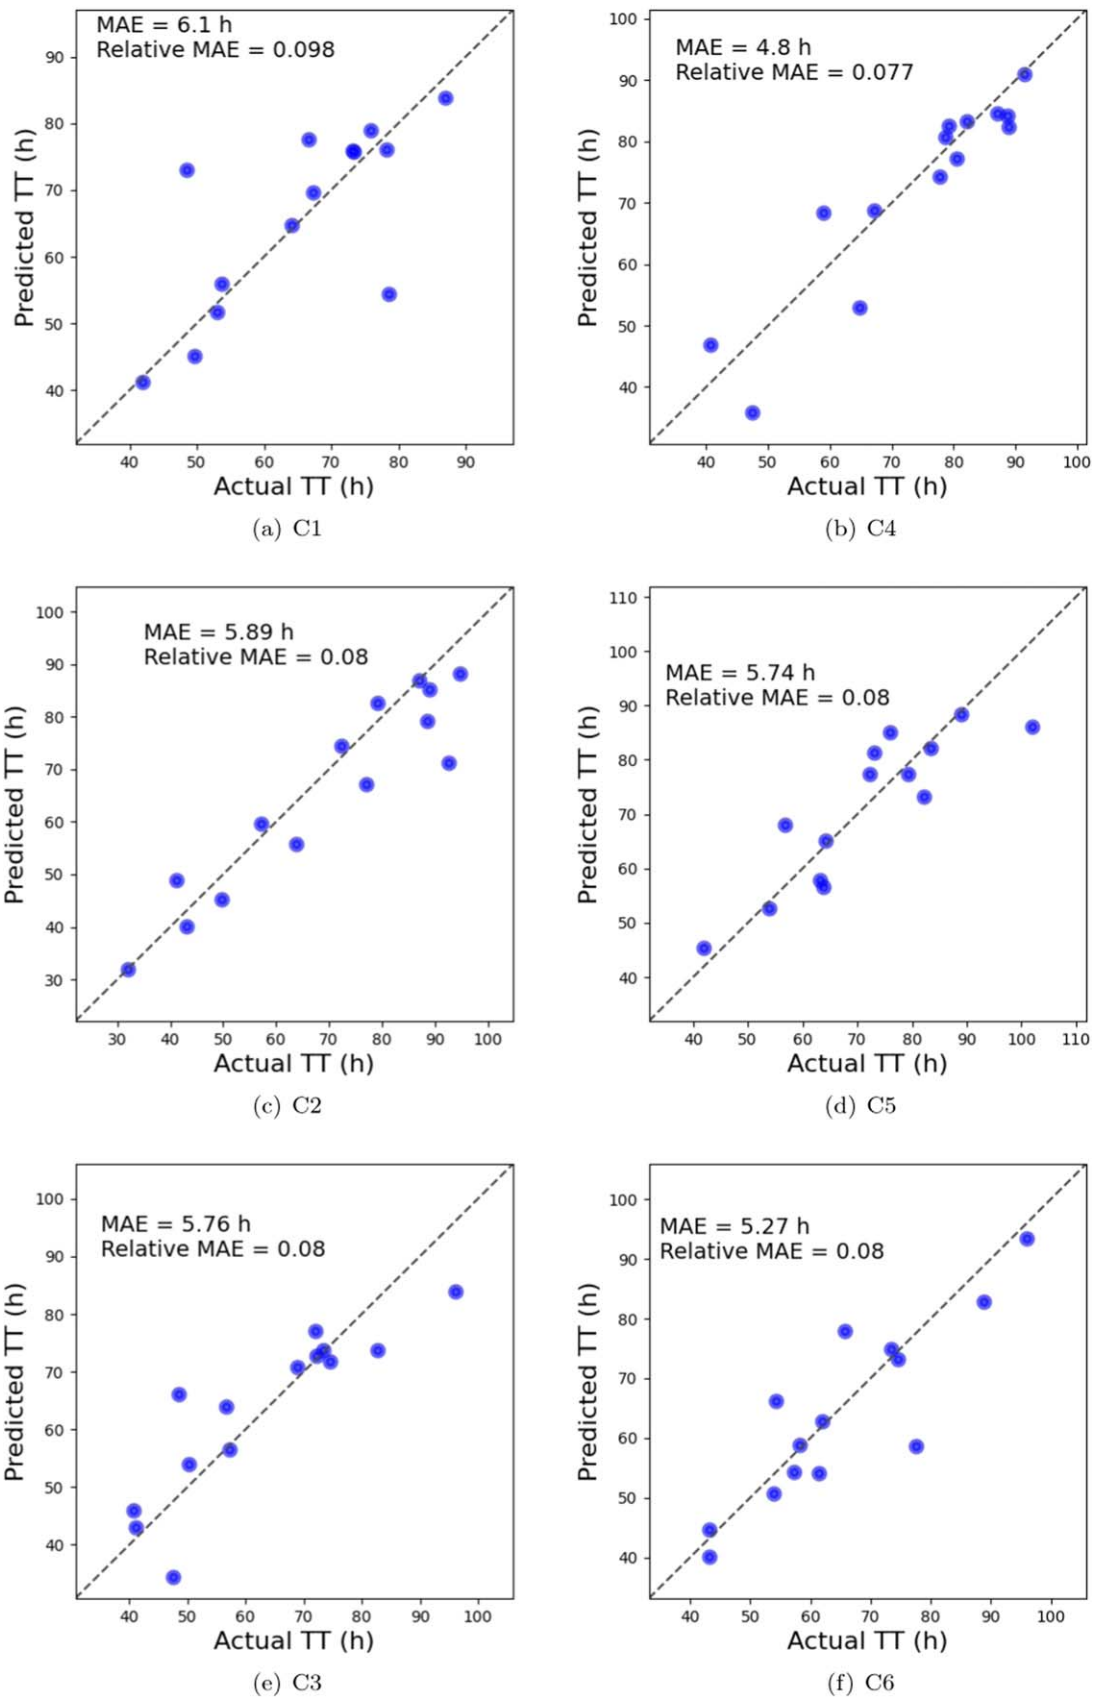 MAE = 6.1 h
Relative MAE = 0.098
90
80
70
60
50
40
Predicted TT (h)
40 50 60 70 80 90
Actual TT (h)
(a) C1
MAE = 4.8 h
Relative MAE = 0.077
100
90
80
70
60
50
40
Predicted TT (h)
40 50 60 70 80 90 100
Actual TT (h)
(b) C4
MAE = 5.89 h
Relative MAE = 0.08
100
90
80
70
60
50
40
30
Predicted TT (h)
30 40 50 60 70 80 90 100
Actual TT (h)
(c) C2
MAE = 5.74 h
Relative MAE = 0.08
110
100
90
80
70
60
50
40
Predicted TT (h)
40 50 60 70 80 90 100 110
Actual TT (h)
(d) C5
MAE = 5.76 h
Relative MAE = 0.08
100
90
80
70
60
50
40
Predicted TT (h)
40 50 60 70 80 90 100
Actual TT (h)
(e) C3
MAE = 5.27 h
Relative MAE = 0.08
100
90
80
70
60
50
40
Predicted TT (h)
40 50 60 70 80 90 100
Actual TT (h)
(f) C6